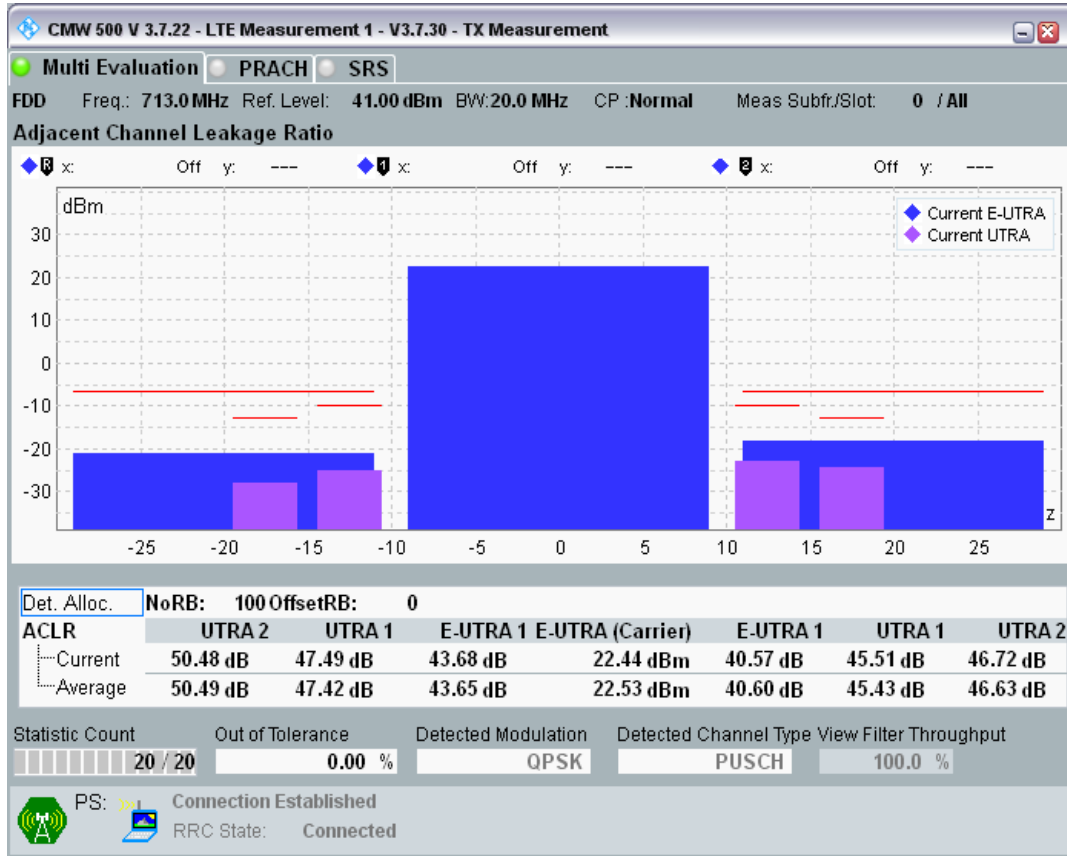 CMW 500 V 3.7.22 - LTE Measurement 1 - V3.7.30 - TX Measurement
Multi Evaluation PRACH SRS
FDD Freq.: 713.0 MHz Ref. Level: 41.00 dBm BW: 20.0 MHz CP : Normal Meas Subfr./Slot: 0 / All
Adjacent Channel Leakage Ratio
R x: Off y: --- 1 x: Off y: --- 2 x: Off y: ---
dBm
Current E-UTRA
Current UTRA
30
20
10
0
-10
-20
-30
z
-25 -20 -15 -10 -5 0 5 10 15 20 25
Det. Alloc. NoRB: 100 OffsetRB: 0
ACLR UTRA 2 UTRA 1 E-UTRA 1 E-UTRA (Carrier) E-UTRA 1 UTRA 1 UTRA 2
Current 50.48 dB 47.49 dB 43.68 dB 22.44 dBm 40.57 dB 45.51 dB 46.72 dB
Average 50.49 dB 47.42 dB 43.65 dB 22.53 dBm 40.60 dB 45.43 dB 46.63 dB
Statistic Count Out of Tolerance Detected Modulation Detected Channel Type View Filter Throughput
20 / 20 0.00 % QPSK PUSCH 100.0 %
PS: Connection Established
RRC State: Connected